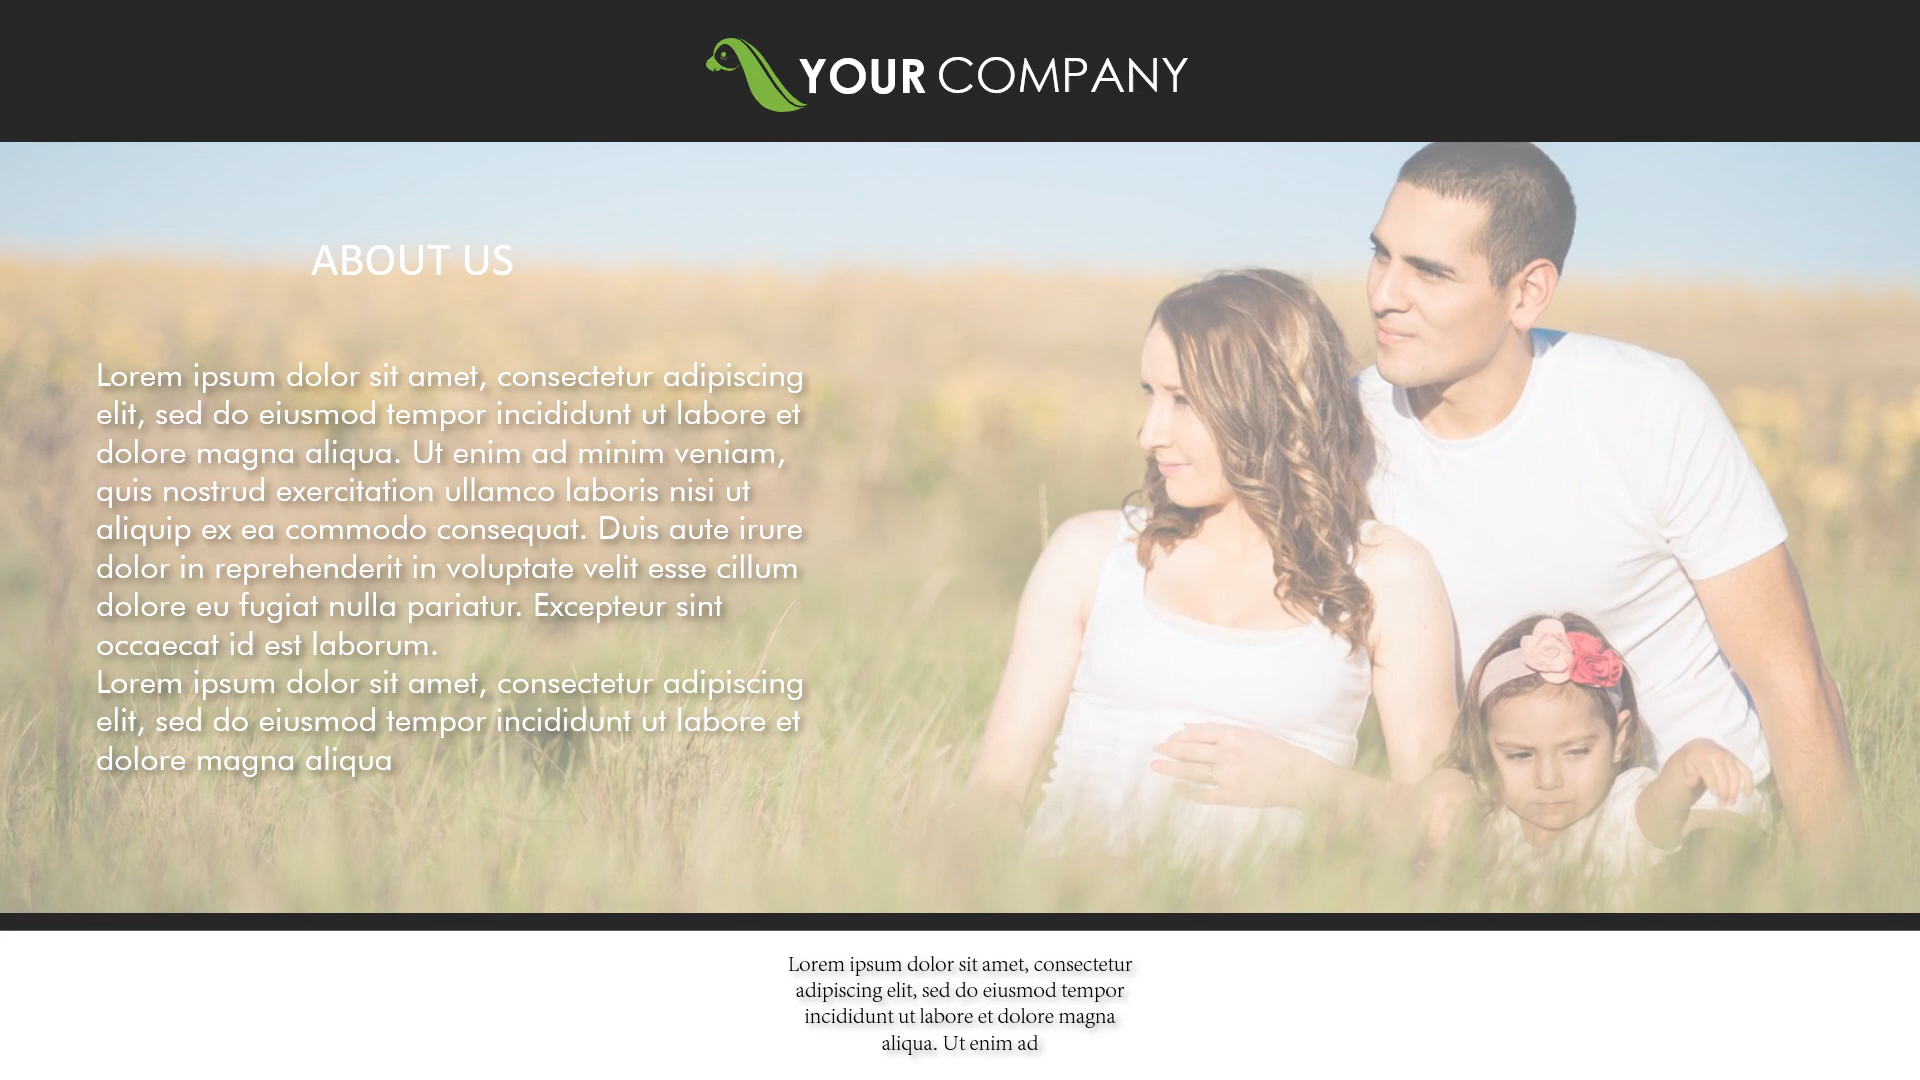 YOUR COMPANY
ABOUT US
Lorem ipsum dolor sit amet, consectetur adipiscing
elit, sed do eiusmod tempor incididunt ut labore et
dolore magna aliqua. Ut enim ad minim veniam,
quis nostrud exercitation ullamco laboris nisi ut
aliquip ex ea commodo consequat. Duis aute irure
dolor in reprehenderit in voluptate velit esse cillum
dolore eu fugiat nulla pariatur. Excepteur sint
occaecat id est laborum.
Lorem ipsum dolor sit amet, consectetur adipiscing
elit, sed do eiusmod tempor incididunt ut labore et
dolore magna aliqua
Lorem ipsum dolor sit amet, consectetur
adipiscing elit, sed do eiusmod tempor
incididunt ut labore et dolore magna
aliqua. Ut enim ad